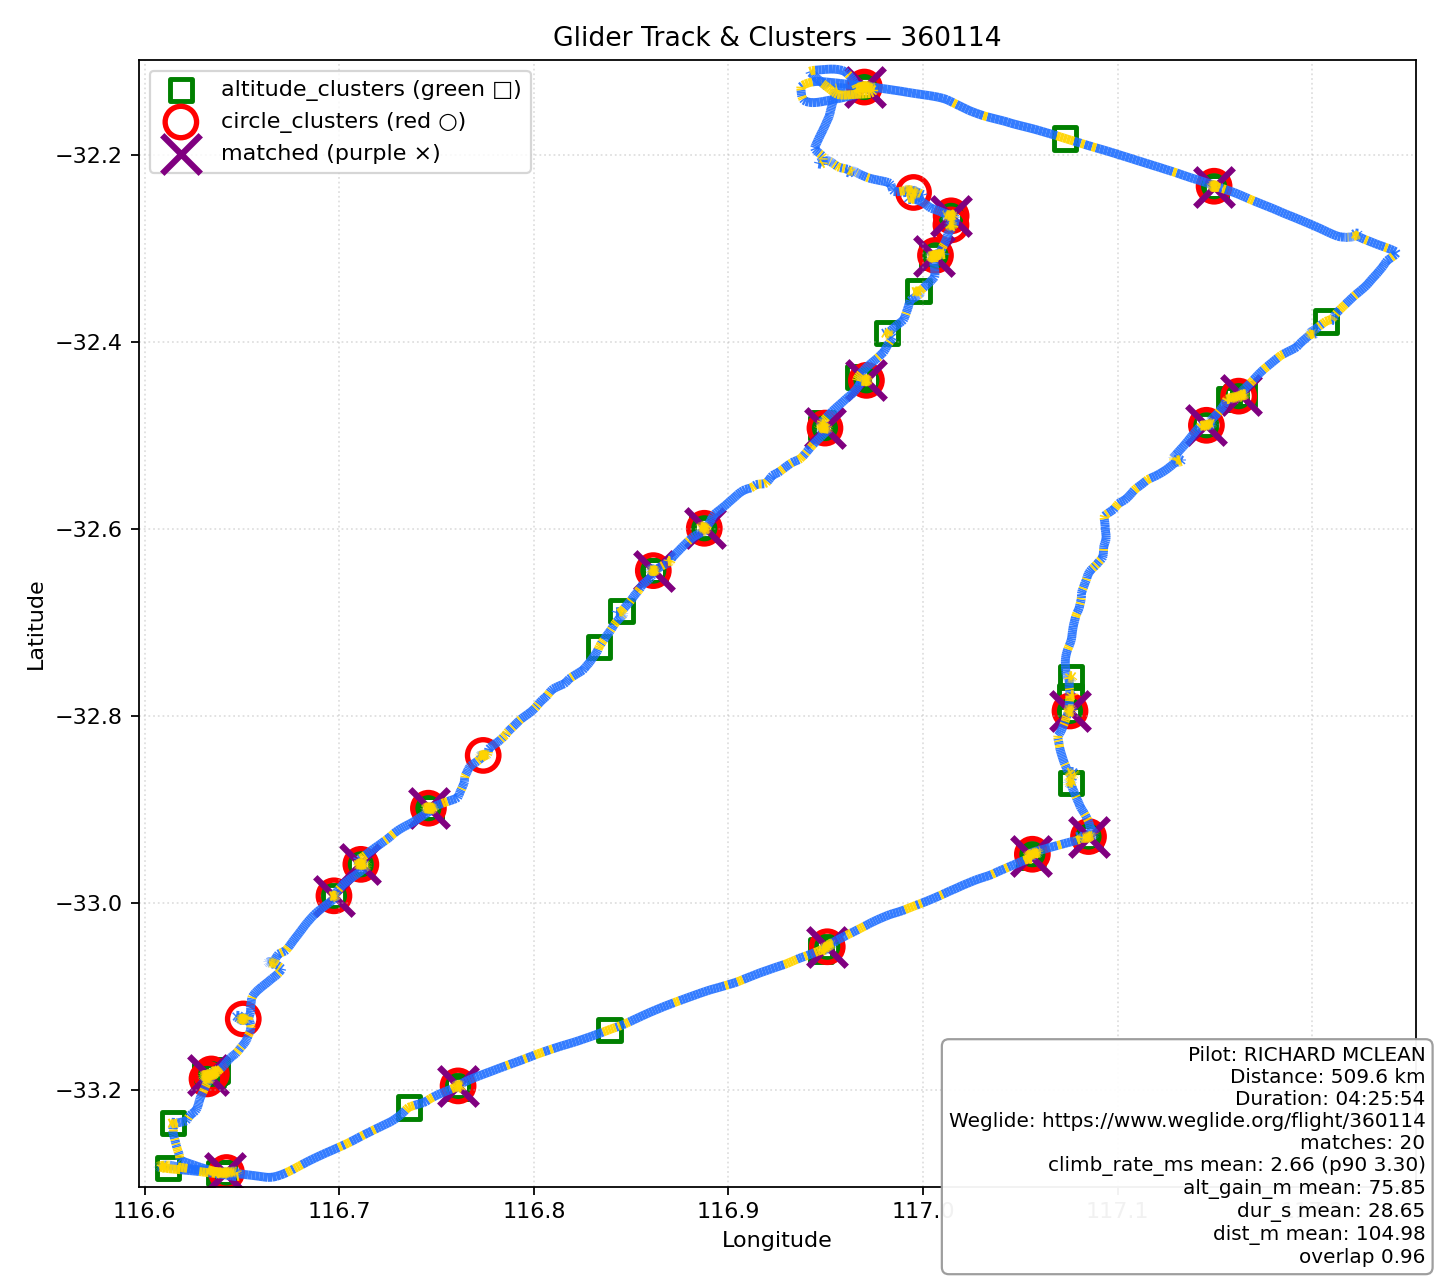 Glider Track & Clusters — 360114
altitude_clusters (green □)
circle_clusters (red ○)
matched (purple ×)
−32.2
−32.4
−32.6
−32.8
−33.0
−33.2
Latitude
116.6
116.7
116.8
116.9
117.0
117.1
Longitude
Pilot: RICHARD MCLEAN
Distance: 509.6 km
Duration: 04:25:54
Weglide: https://www.weglide.org/flight/360114
matches: 20
climb_rate_ms mean: 2.66 (p90 3.30)
alt_gain_m mean: 75.85
dur_s mean: 28.65
dist_m mean: 104.98
overlap 0.96